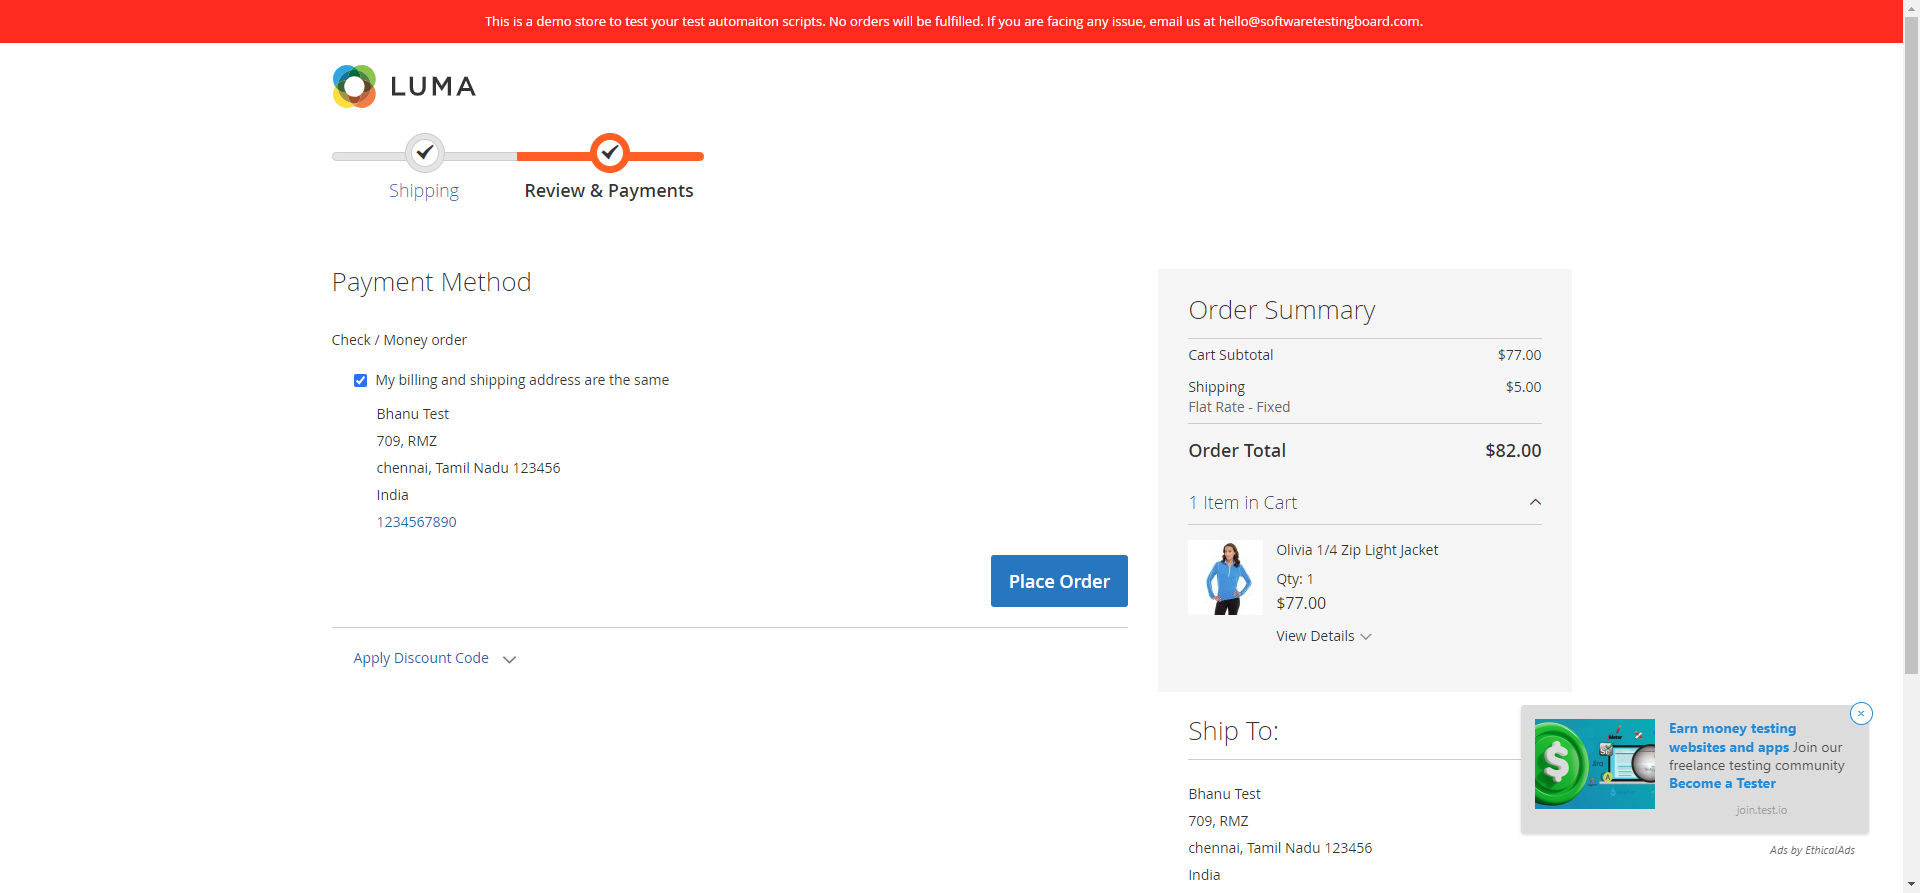 This is a demo store to test your test automaiton scripts. No orders will be fulfilled. If you are facing any issue, email us at hello@softwaretestingboard.com.
LUMA
Shipping
Review & Payments
Payment Method
Check / Money order
My billing and shipping address are the same
Bhanu Test
709, RMZ
chennai, Tamil Nadu 123456
India
1234567890
Place Order
Apply Discount Code
Order Summary
Cart Subtotal $77.00
Shipping $5.00
Flat Rate - Fixed
Order Total $82.00
1 Item in Cart
Olivia 1/4 Zip Light Jacket
Qty: 1
$77.00
View Details
Ship To:
Bhanu Test
709, RMZ
chennai, Tamil Nadu 123456
India
Earn money testing
websites and apps Join our
freelance testing community
Become a Tester
join.test.io
Ads by EthicalAds